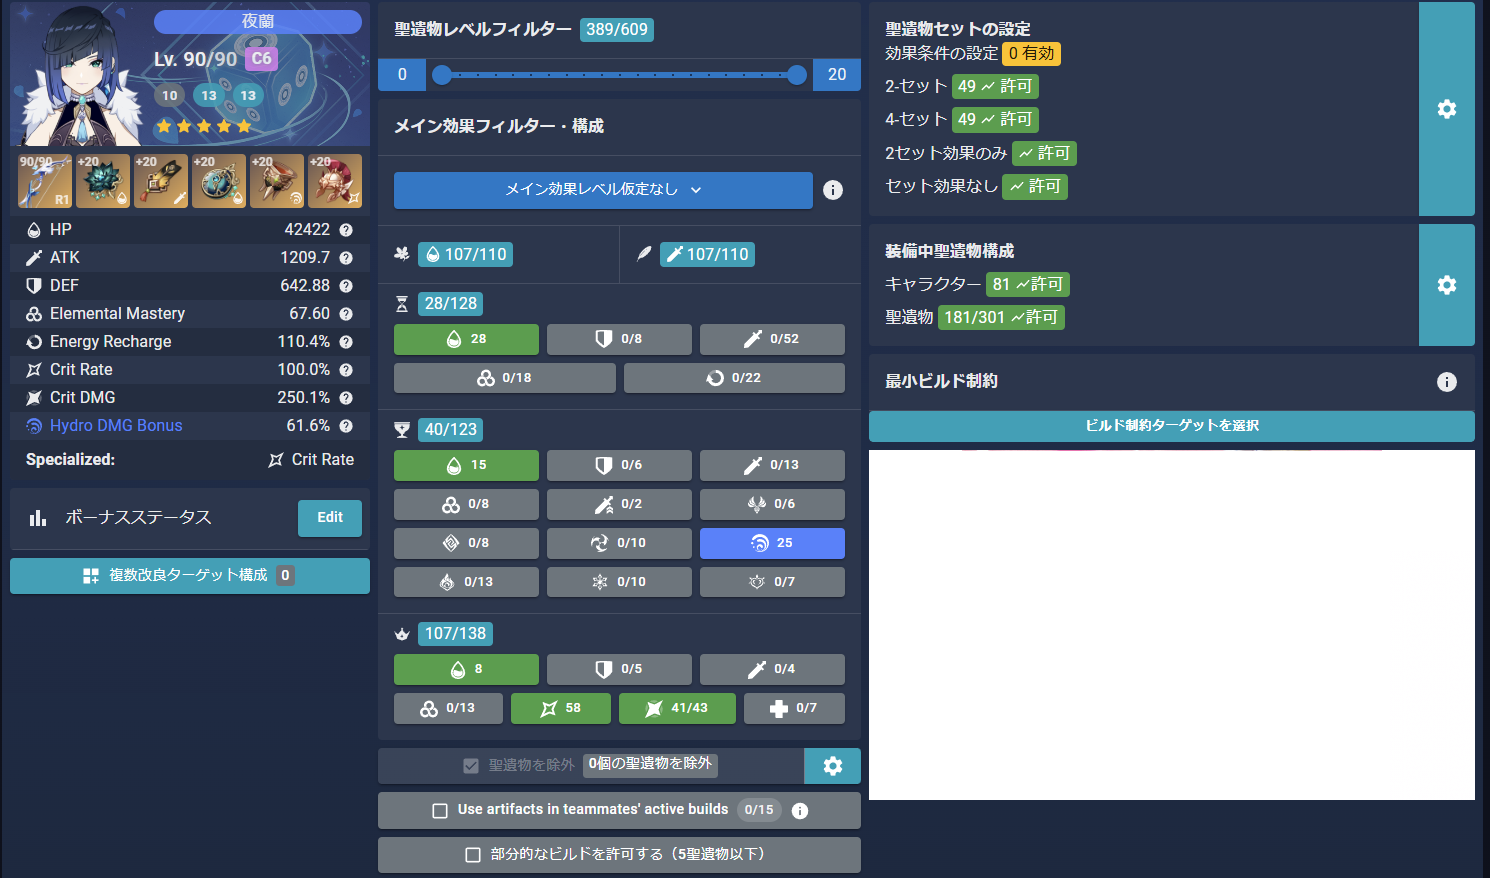 夜蘭
Lv. 90/90 C6
10 13 13
90/90 R1 +20 +20 +20 +20 +20
HP 42422
ATK 1209.7
DEF 642.88
Elemental Mastery 67.60
Energy Recharge 110.4%
Crit Rate 100.0%
Crit DMG 250.1%
Hydro DMG Bonus 61.6%
Specialized: Crit Rate
ボーナスステータス Edit
複数改良ターゲット構成 0
聖遺物レベルフィルター 389/609
0 20
メイン効果フィルター・構成
メイン効果レベル仮定なし
107/110 107/110
28/128
28 0/8 0/52
0/18 0/22
40/123
15 0/6 0/13
0/8 0/2 0/6
0/8 0/10 25
0/13 0/10 0/7
107/138
8 0/5 0/4
0/13 58 41/43 0/7
聖遺物を除外 0個の聖遺物を除外
Use artifacts in teammates' active builds 0/15
部分的なビルドを許可する（5聖遺物以下）
聖遺物セットの設定
効果条件の設定 0 有効
2-セット 49 許可
4-セット 49 許可
2セット効果のみ 許可
セット効果なし 許可
装備中聖遺物構成
キャラクター 81 許可
聖遺物 181/301 許可
最小ビルド制約
ビルド制約ターゲットを選択